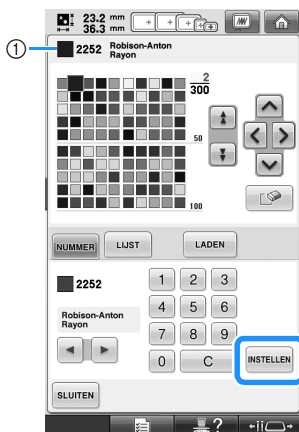 23.2 mm
36.3 mm
1
2252 Robison-Anton
Rayon
2
300
50
100
NUMMER LIJST LADEN
2252
1 2 3
Robison-Anton
Rayon
4 5 6
7 8 9
0 C INSTELLEN
SLUITEN
?